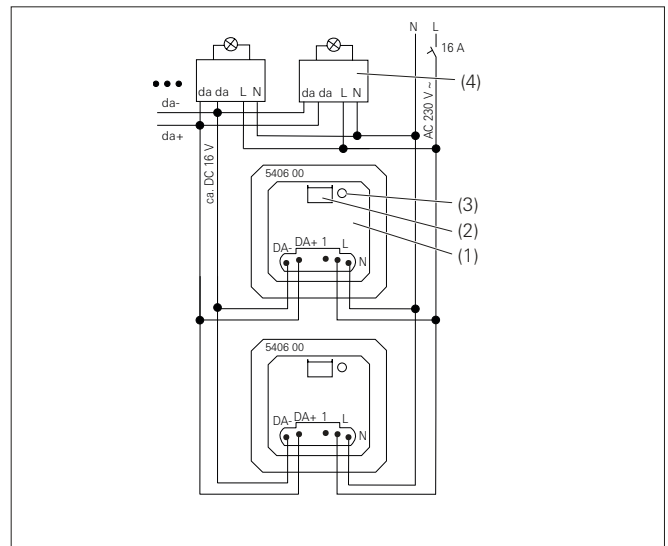 N L
16 A
(4)
da da L N
da da L N
da-
da+
ca. DC 16 V
AC 230 V ~
5406 00
(3)
(2)
(1)
DA- DA+ 1 L
N
5406 00
DA- DA+ 1 L
N